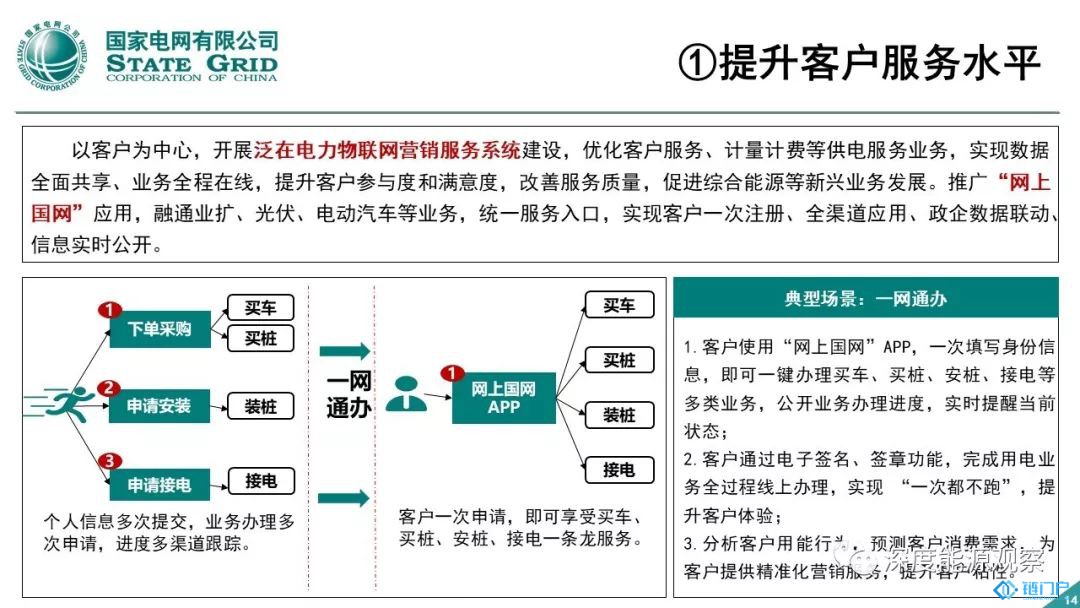 国家电网公司
STATE GRID CORPORATION OF CHINA
国家电网有限公司
STATE GRID
CORPORATION OF CHINA
①提升客户服务水平
以客户为中心，开展泛在电力物联网营销服务系统建设，优化客户服务、计量计费等供电服务业务，实现数据
全面共享、业务全程在线，提升客户参与度和满意度，改善服务质量，促进综合能源等新兴业务发展。推广“网上
国网”应用，融通业扩、光伏、电动汽车等业务，统一服务入口，实现客户一次注册、全渠道应用、政企数据联动、
信息实时公开。
1
下单采购
买车
买桩
2
申请安装
装桩
3
申请接电
接电
个人信息多次提交，业务办理多
次申请，进度多渠道跟踪。
一网
通办
1
网上国网
APP
买车
买桩
装桩
接电
客户一次申请，即可享受买车、
买桩、安桩、接电一条龙服务。
典型场景：一网通办
1.客户使用“网上国网”APP，一次填写身份信
息，即可一键办理买车、买桩、安桩、接电等
多类业务，公开业务办理进度，实时提醒当前
状态；
2.客户通过电子签名、签章功能，完成用电业
务全过程线上办理，实现 “一次都不跑”，提
升客户体验；
3.分析客户用能行为，预测客户消费需求，为
客户提供精准化营销服务，提升客户粘性。
深度能源观察
链门户
14